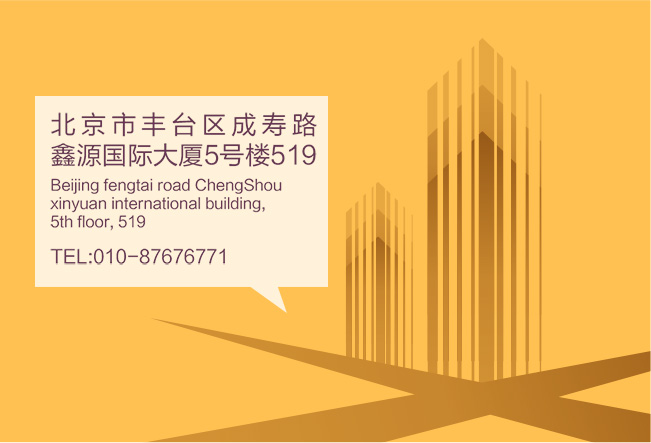 北京市丰台区成寿路
鑫源国际大厦5号楼519
Beijing fengtai road ChengShou
xinyuan international building,
5th floor, 519
TEL:010-87676771